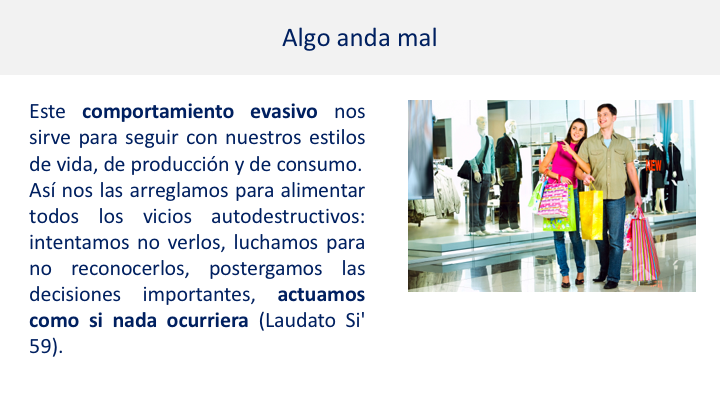 Algo anda mal
Este comportamiento evasivo nos
sirve para seguir con nuestros estilos
de vida, de producción y de consumo.
Así nos las arreglamos para alimentar
todos los vicios autodestructivos:
intentamos no verlos, luchamos para
no reconocerlos, postergamos las
decisiones importantes, actuamos
como si nada ocurriera (Laudato Si'
59).
NEW